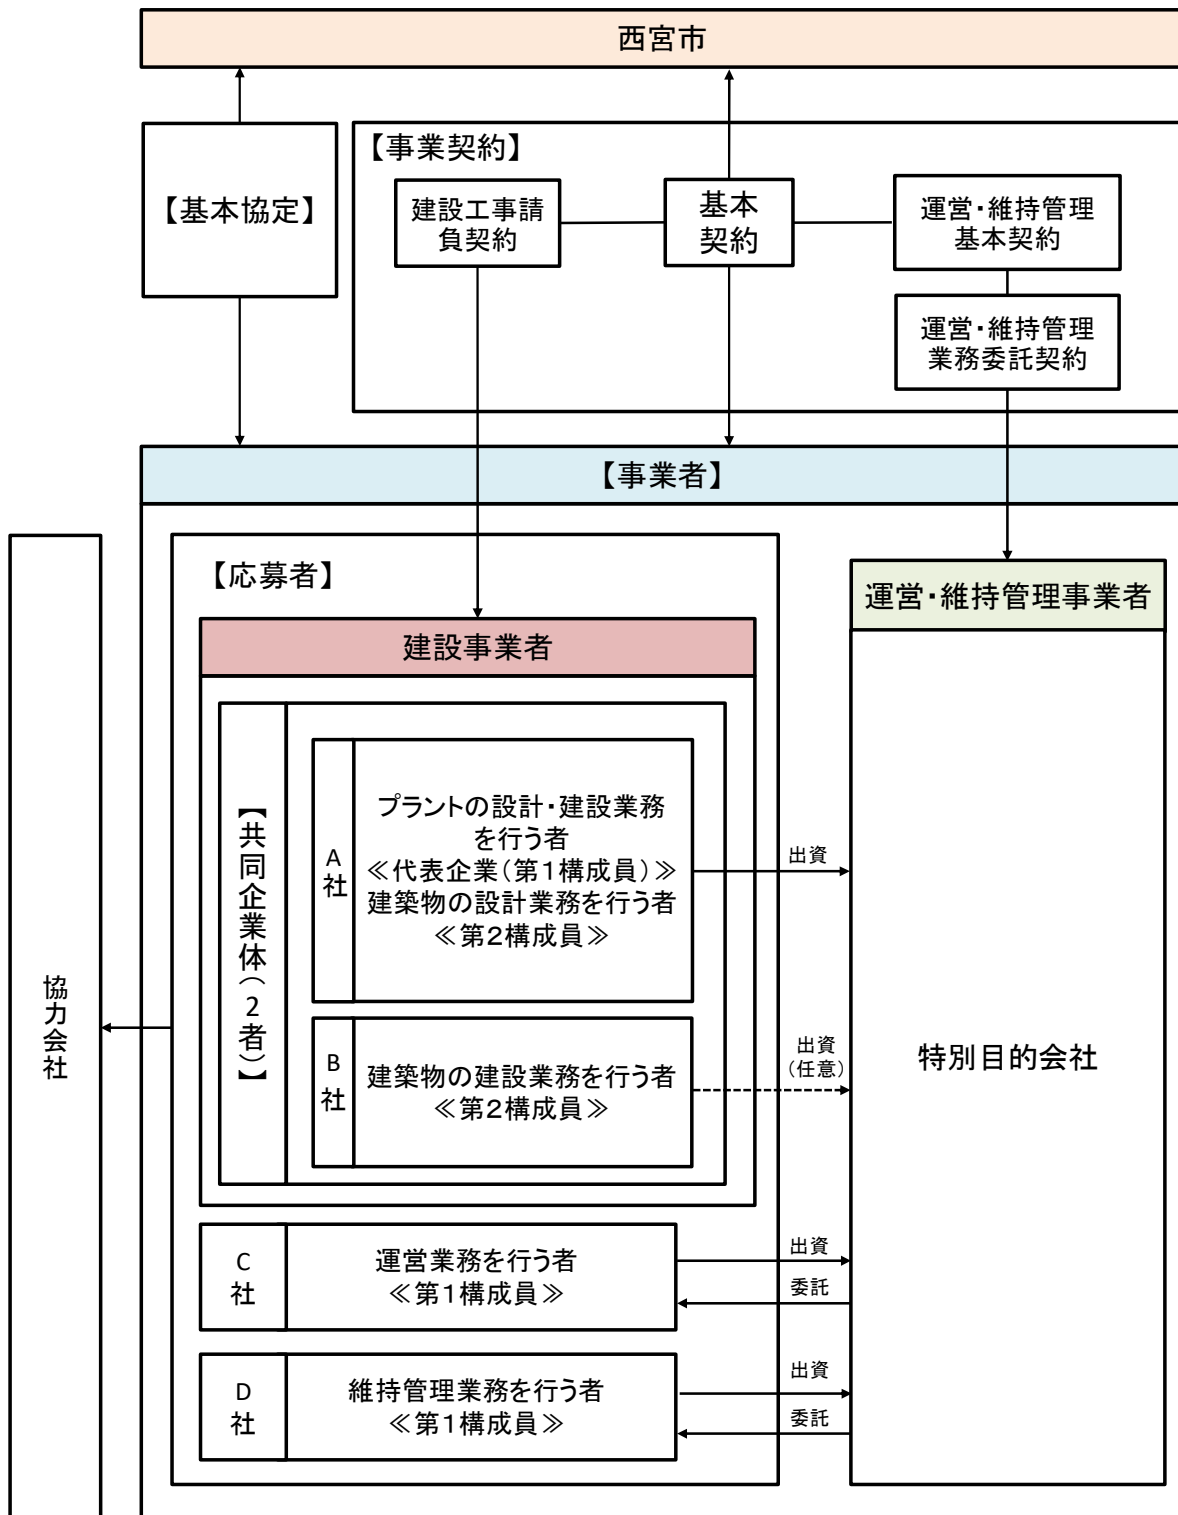 西宮市
【基本協定】
【事業契約】
建設工事請
負契約
基本
契約
運営・維持管理
基本契約
運営・維持管理
業務委託契約
【事業者】
協力会社
【応募者】
建設事業者
【共同企業体（２者）】
A
社
プラントの設計・建設業務
を行う者
≪代表企業(第１構成員)≫
建築物の設計業務を行う者
≪第２構成員≫
出資
B
社
建築物の建設業務を行う者
≪第２構成員≫
出資
(任意)
C
社
運営業務を行う者
≪第１構成員≫
出資
委託
D
社
維持管理業務を行う者
≪第１構成員≫
出資
委託
運営・維持管理事業者
特別目的会社